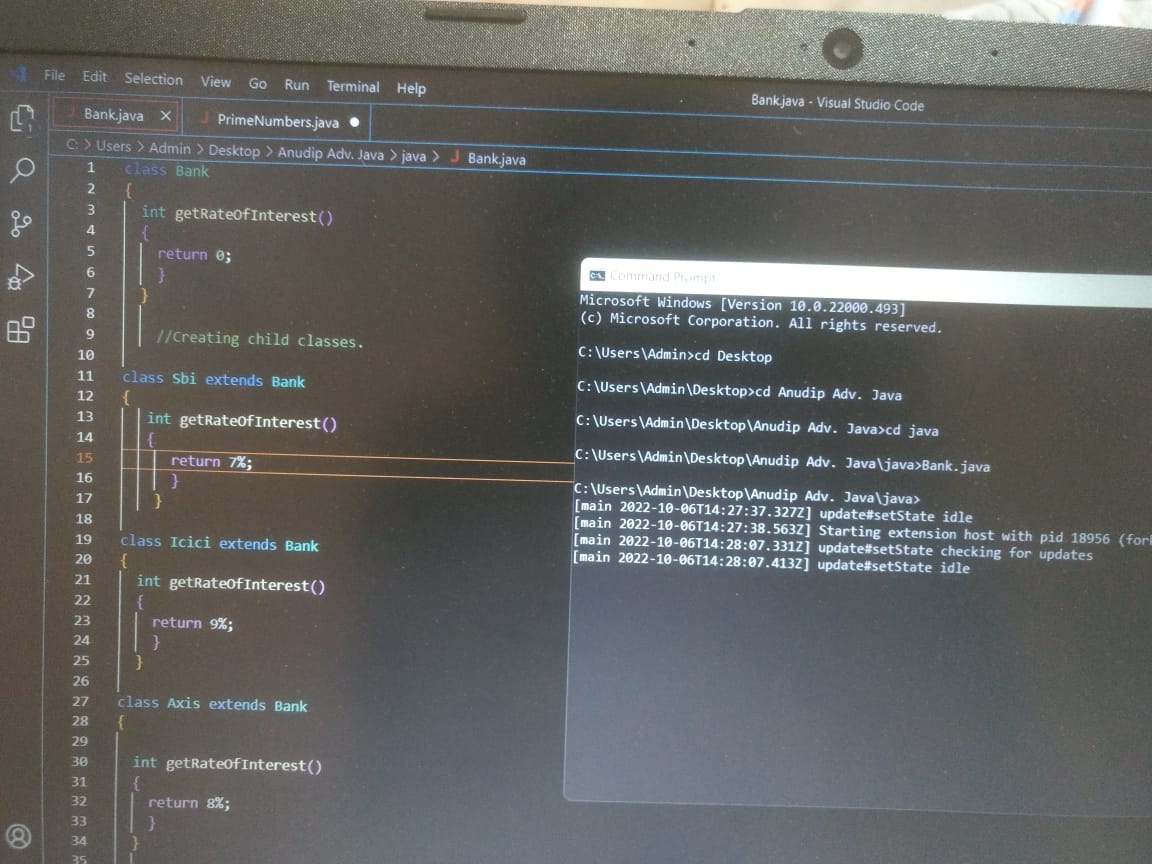 File Edit Selection View Go Run Terminal Help
Bank.java - Visual Studio Code
J Bank.java ×
J PrimeNumbers.java
C: > Users > Admin > Desktop > Anudip Adv. Java > java > J Bank.java
1 class Bank
2 {
3 int getRateOfInterest()
4 {
5 return 0;
6 }
7 }
8
9 //Creating child classes.
10
11 class Sbi extends Bank
12 {
13 int getRateOfInterest()
14 {
15 return 7%;
16 }
17 }
18
19 class Icici extends Bank
20 {
21 int getRateOfInterest()
22 {
23 return 9%;
24 }
25 }
26
27 class Axis extends Bank
28 {
29
30 int getRateOfInterest()
31 {
32 return 8%;
33 }
34 }
35
C:\. Command Prompt
Microsoft Windows [Version 10.0.22000.493]
(c) Microsoft Corporation. All rights reserved.
C:\Users\Admin>cd Desktop
C:\Users\Admin\Desktop>cd Anudip Adv. Java
C:\Users\Admin\Desktop\Anudip Adv. Java>cd java
C:\Users\Admin\Desktop\Anudip Adv. Java\java>Bank.java
C:\Users\Admin\Desktop\Anudip Adv. Java\java>
[main 2022-10-06T14:27:37.327Z] update#setState idle
[main 2022-10-06T14:27:38.563Z] Starting extension host with pid 18956 (for
[main 2022-10-06T14:28:07.331Z] update#setState checking for updates
[main 2022-10-06T14:28:07.413Z] update#setState idle